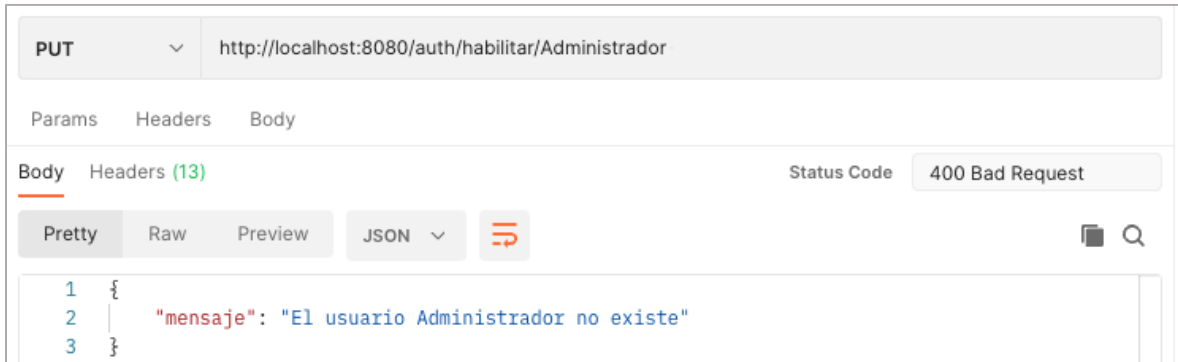 PUT http://localhost:8080/auth/habilitar/Administrador
Params Headers Body
Body Headers (13) Status Code 400 Bad Request
Pretty Raw Preview JSON
1 {
2 "mensaje": "El usuario Administrador no existe"
3 }